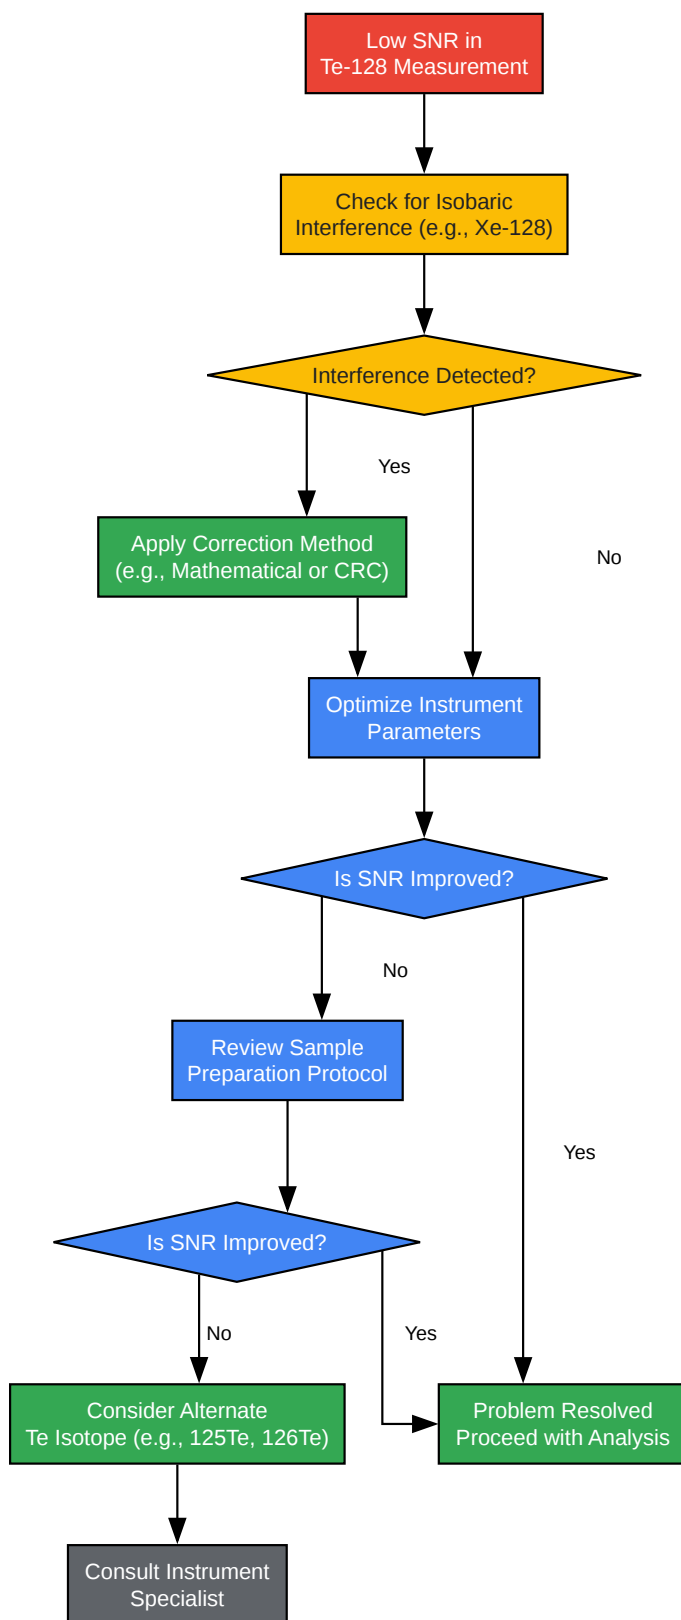 Low SNR in
Te-128 Measurement
Check for Isobaric
Interference (e.g., Xe-128)
Interference Detected?
Yes
Apply Correction Method
(e.g., Mathematical or CRC)
No
Optimize Instrument
Parameters
Is SNR Improved?
No
Review Sample
Preparation Protocol
Yes
Is SNR Improved?
No
Yes
Consider Alternate
Te Isotope (e.g., 125Te, 126Te)
Problem Resolved
Proceed with Analysis
Consult Instrument
Specialist